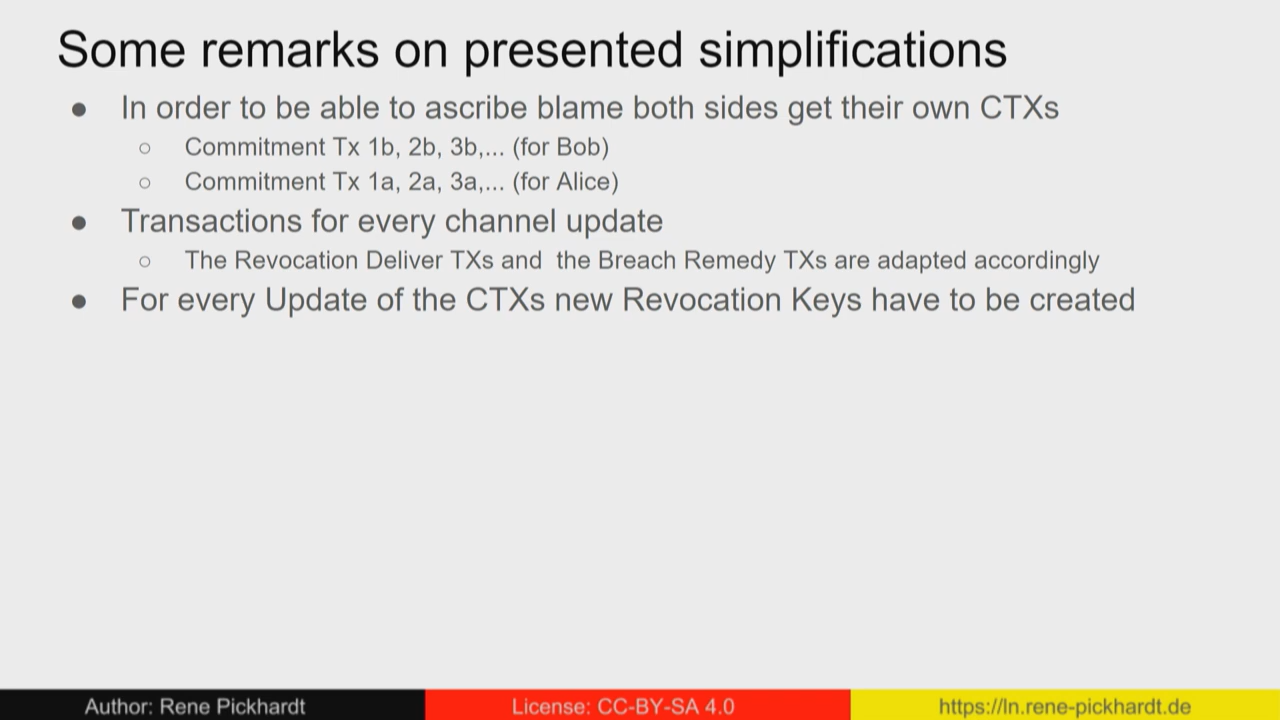 Some remarks on presented simplifications
● In order to be able to ascribe blame both sides get their own CTXs
○ Commitment Tx 1b, 2b, 3b,... (for Bob)
○ Commitment Tx 1a, 2a, 3a,... (for Alice)
● Transactions for every channel update
○ The Revocation Deliver TXs and  the Breach Remedy TXs are adapted accordingly
● For every Update of the CTXs new Revocation Keys have to be created
Author: Rene Pickhardt
License: CC-BY-SA 4.0
https://ln.rene-pickhardt.de